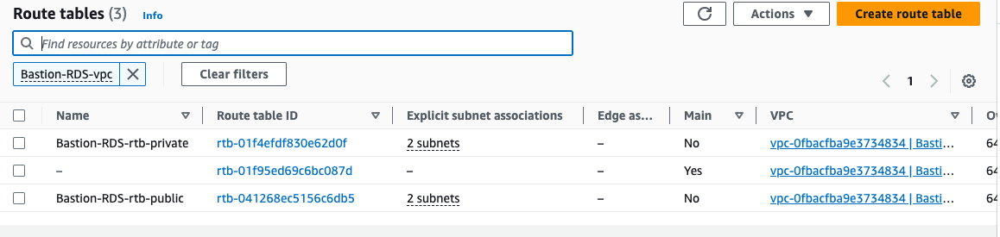 Route tables (3) Info Actions Create route table
Find resources by attribute or tag
Bastion-RDS-vpc Clear filters 1
Name Route table ID Explicit subnet associations Edge as... Main VPC
Bastion-RDS-rtb-private rtb-01f4efdf830e62d0f 2 subnets – No vpc-0fbacfba9e3734834 | Basti... 64
– rtb-01f95ed69c6bc087d – – Yes vpc-0fbacfba9e3734834 | Basti... 64
Bastion-RDS-rtb-public rtb-041268ec5156c6db5 2 subnets – No vpc-0fbacfba9e3734834 | Basti... 64